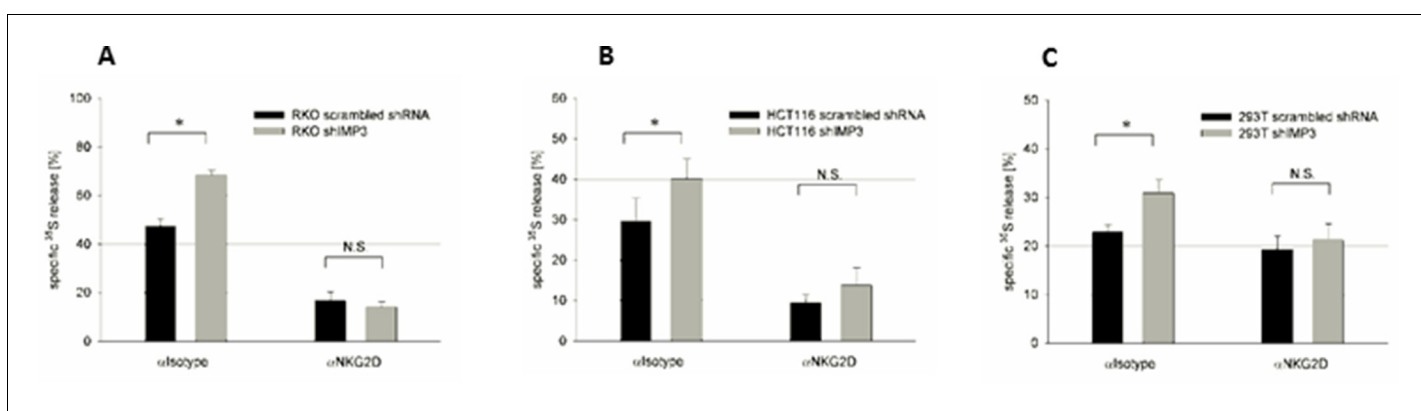 A
100
80
60
40
20
0
specific ³⁵S release [%]
RKO scrambled shRNA
RKO shIMP3
*
N.S.
αIsotype
αNKG2D
B
60
50
40
30
20
10
0
specific ³⁵S release [%]
HCT116 scrambled shRNA
HCT116 shIMP3
*
N.S.
αIsotype
αNKG2D
C
50
40
30
20
10
0
specific ³⁵S release [%]
293T scrambled shRNA
293T shIMP3
*
N.S.
αIsotype
αNKG2D